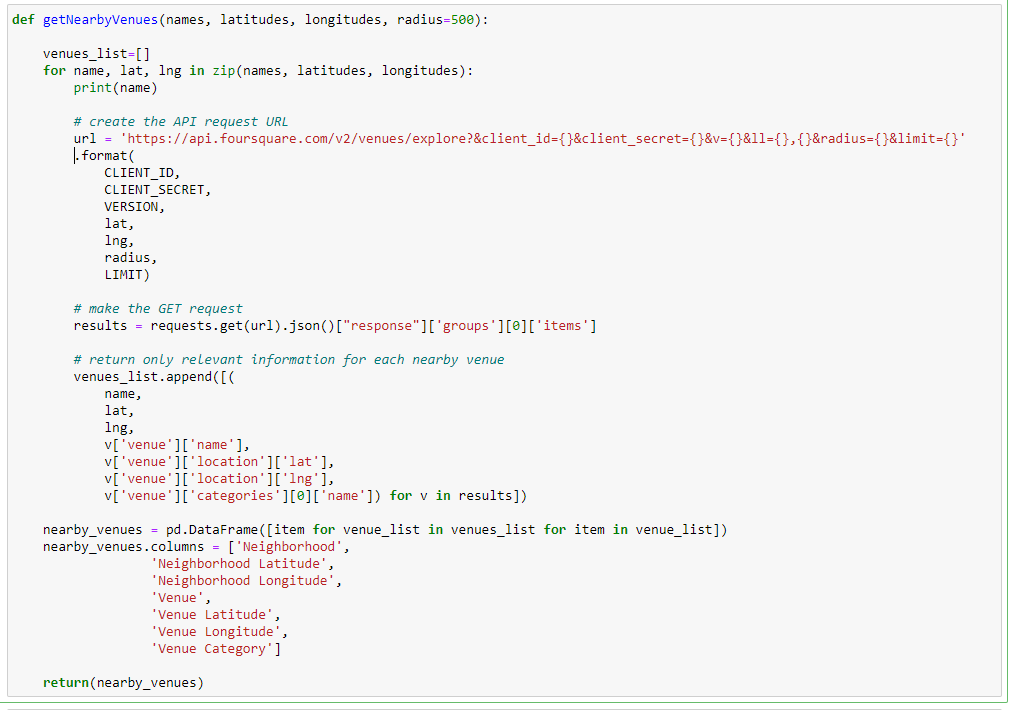 def getNearbyVenues(names, latitudes, longitudes, radius=500):

    venues_list=[]
    for name, lat, lng in zip(names, latitudes, longitudes):
        print(name)

        # create the API request URL
        url = 'https://api.foursquare.com/v2/venues/explore?&client_id={}&client_secret={}&v={}&ll={},{}&radius={}&limit={}'
        .format(
            CLIENT_ID,
            CLIENT_SECRET,
            VERSION,
            lat,
            lng,
            radius,
            LIMIT)

        # make the GET request
        results = requests.get(url).json()["response"]['groups'][0]['items']

        # return only relevant information for each nearby venue
        venues_list.append([(
            name,
            lat,
            lng,
            v['venue']['name'],
            v['venue']['location']['lat'],
            v['venue']['location']['lng'],
            v['venue']['categories'][0]['name']) for v in results])

    nearby_venues = pd.DataFrame([item for venue_list in venues_list for item in venue_list])
    nearby_venues.columns = ['Neighborhood',
                  'Neighborhood Latitude',
                  'Neighborhood Longitude',
                  'Venue',
                  'Venue Latitude',
                  'Venue Longitude',
                  'Venue Category']

    return(nearby_venues)